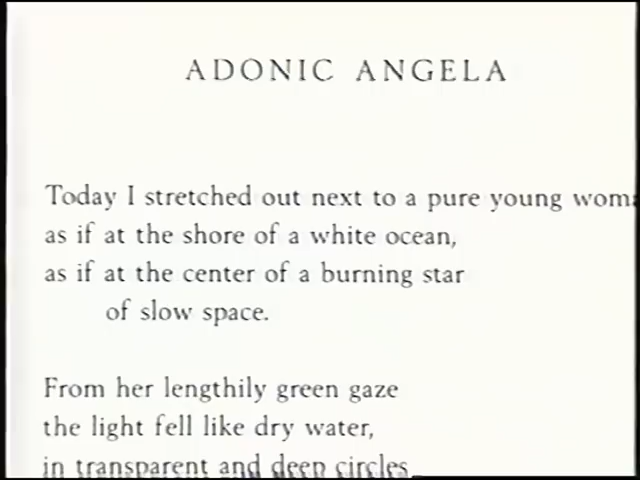 ADONIC ANGELA
Today I stretched out next to a pure young
as if at the shore of a white ocean,
as if at the center of a burning star
of slow space.
From her lengthily green gaze
the light fell like dry water,
in transparent and deep circles